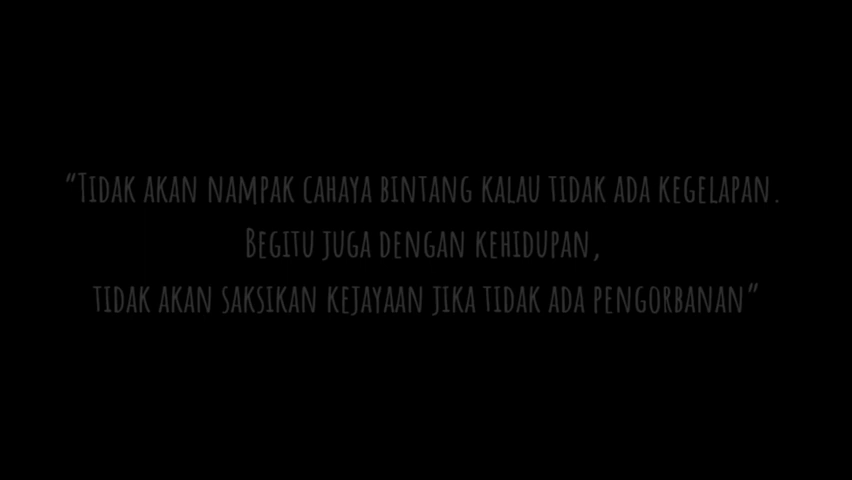 “Tidak akan nampak cahaya bintang kalau tidak ada kegelapan.
Begitu juga dengan kehidupan,
tidak akan saksikan kejayaan jika tidak ada pengorbanan”